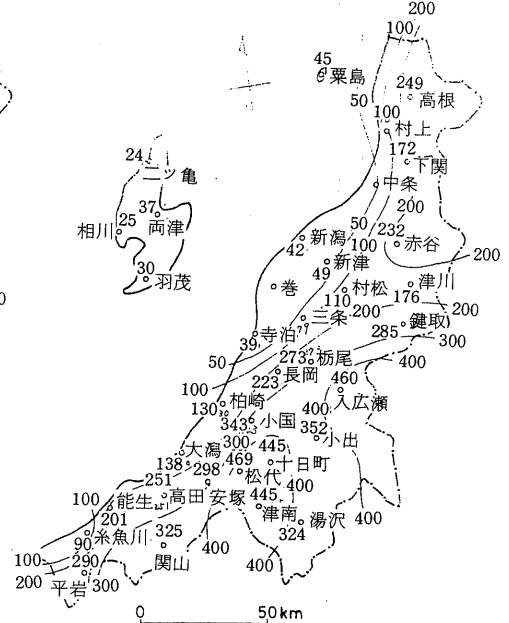 200
100
45
粟島
249
高根
50
100
村上
172
下関
24
二ッ亀
中条
37
両津
200
25
相川
50
232
赤谷
新潟
42
100
200
新津
49
30
羽茂
巻
村松
110
176
津川
200
三条
200
鍵取
285
300
寺泊
39
50
273
栃尾
400
長岡
223
460
入広瀬
100
柏崎
130
343
小国
400
352
小出
300
大潟
138
445
十日町
469
松代
298
251
高田
安塚
400
100
能生
201
445
津南
湯沢
324
400
糸魚川
90
325
関山
400
400
100
290
200
平岩
300
0
50km